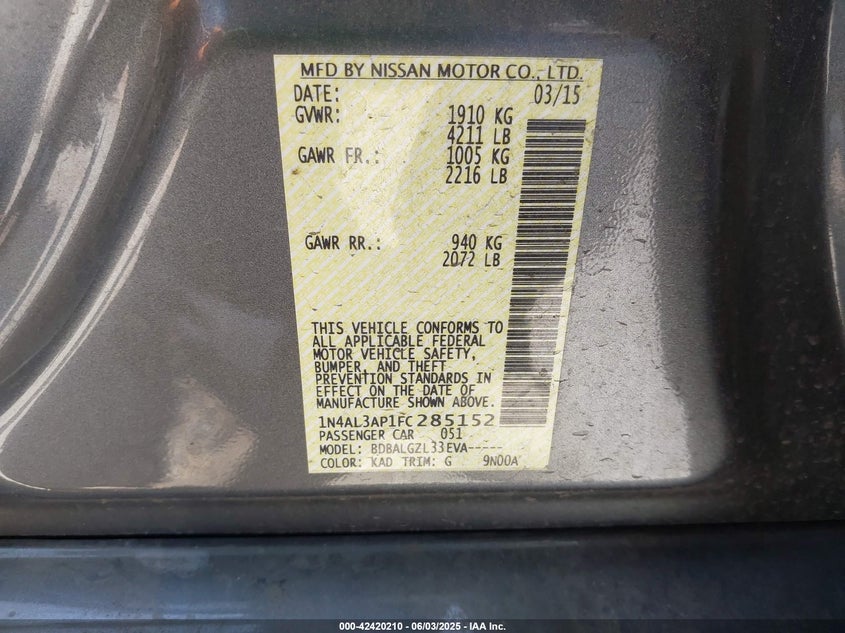 MFD BY NISSAN MOTOR CO., LTD.
DATE: 03/15
GVWR: 1910 KG
4211 LB
GAWR FR.: 1005 KG
2216 LB
GAWR RR.: 940 KG
2072 LB
THIS VEHICLE CONFORMS TO
ALL APPLICABLE FEDERAL
MOTOR VEHICLE SAFETY,
BUMPER, AND THEFT
PREVENTION STANDARDS IN
EFFECT ON THE DATE OF
MANUFACTURE SHOWN ABOVE.
1N4AL3AP1FC285152
PASSENGER CAR 051
MODEL: BDBALGZL33EVA-----
COLOR: KAD TRIM: G 9N00A
000-42420210 | 06/03/2025 | IAA Inc.